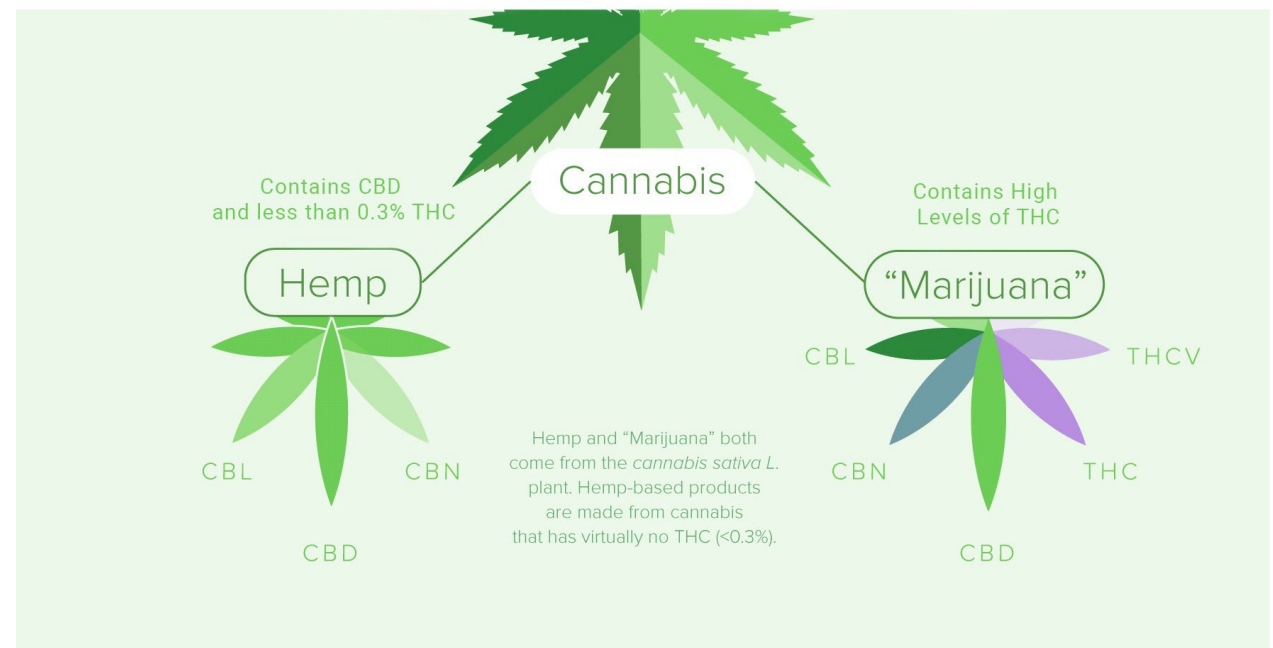 Cannabis
Contains CBD
and less than 0.3% THC
Hemp
CBL
CBN
CBD
Hemp and “Marijuana” both
come from the cannabis sativa L.
plant. Hemp-based products
are made from cannabis
that has virtually no THC (<0.3%).
Contains High
Levels of THC
“Marijuana”
CBL
THCV
CBN
THC
CBD